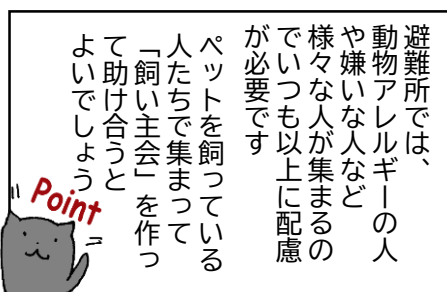 避難所では、
動物アレルギーの人
や嫌いな人など
様々な人が集まるの
でいつも以上に配慮
が必要です
ペットを飼っている
人たちで集まって
「飼い主会」を作っ
て助け合うと
よいでしょう
Point